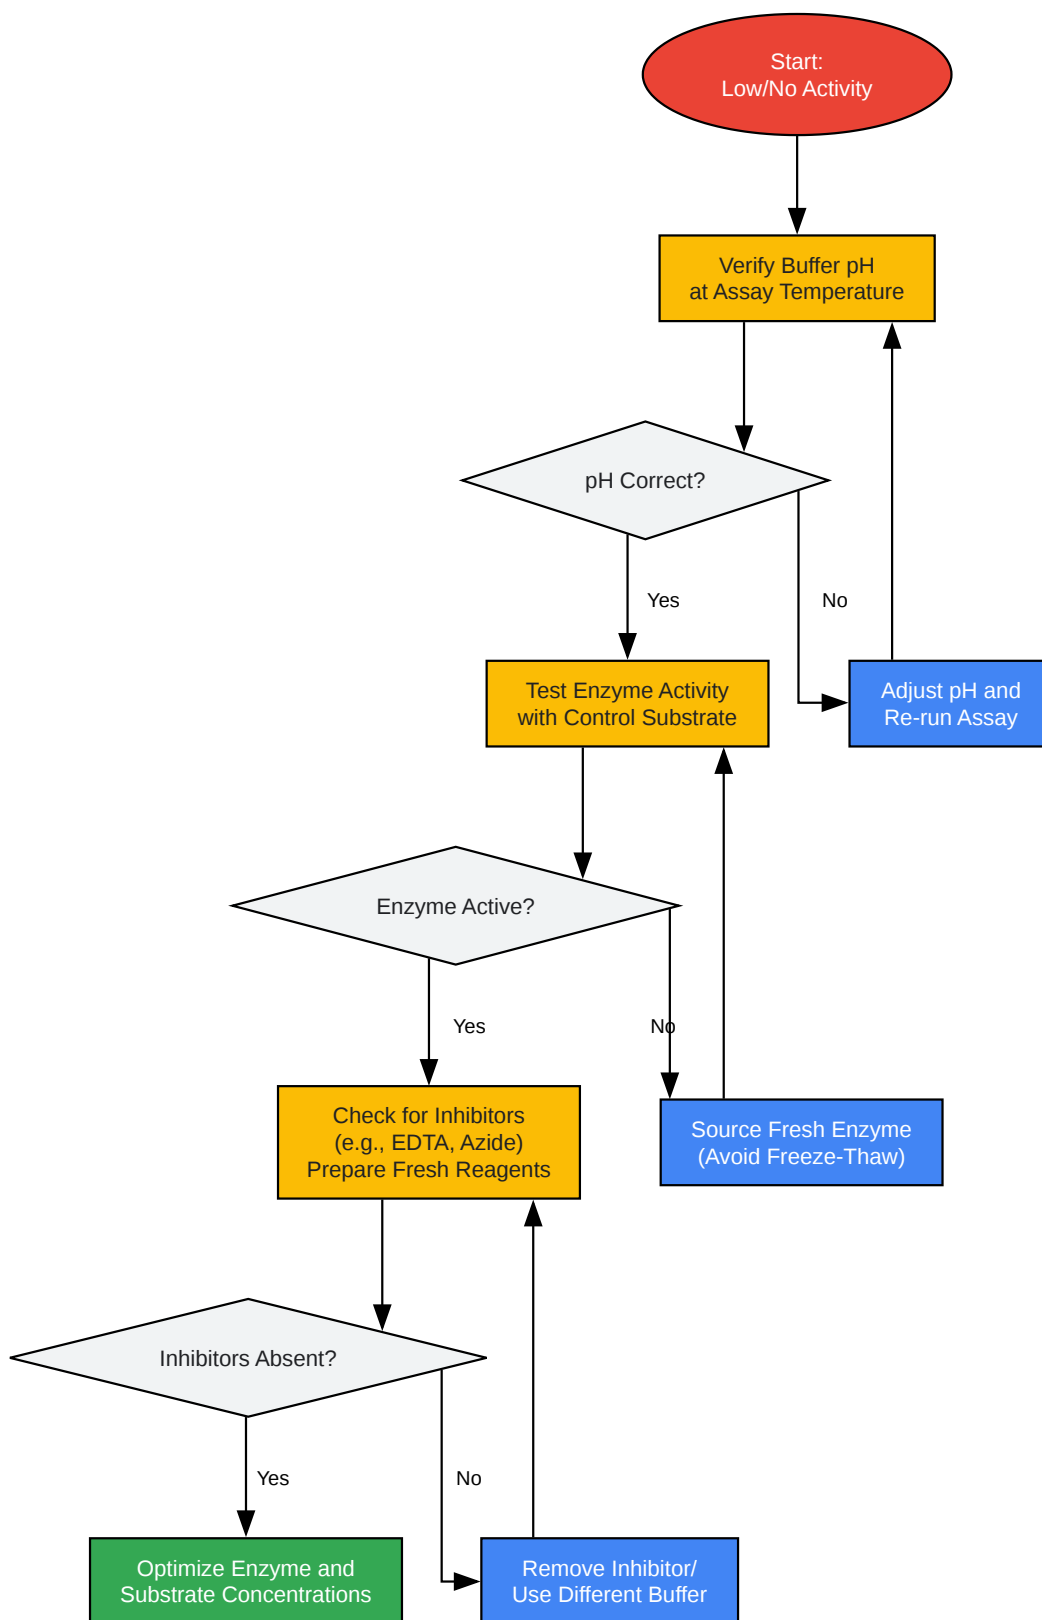 Start:
Low/No Activity
Verify Buffer pH
at Assay Temperature
pH Correct?
Yes
No
Test Enzyme Activity
with Control Substrate
Adjust pH and
Re-run Assay
Enzyme Active?
Yes
No
Check for Inhibitors
(e.g., EDTA, Azide)
Prepare Fresh Reagents
Source Fresh Enzyme
(Avoid Freeze-Thaw)
Inhibitors Absent?
Yes
No
Optimize Enzyme and
Substrate Concentrations
Remove Inhibitor/
Use Different Buffer